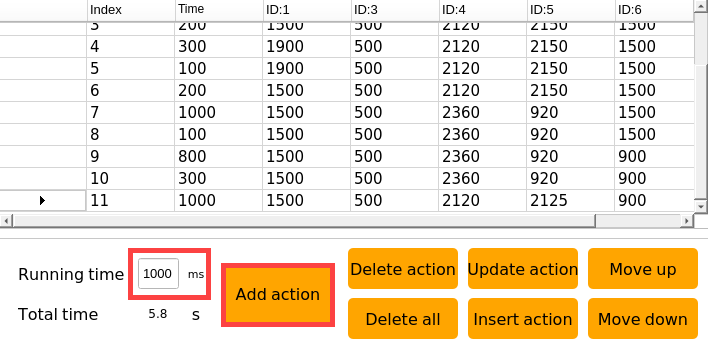 Index Time ID:1 ID:3 ID:4 ID:5 ID:6
3 200 1500 500 2120 2150 1500
4 300 1900 500 2120 2150 1500
5 100 1900 500 2120 2150 1500
6 200 1500 500 2120 2150 1500
7 1000 1500 500 2360 920 1500
8 100 1500 500 2360 920 1500
9 800 1500 500 2360 920 900
10 300 1500 500 2360 920 900
11 1000 1500 500 2120 2125 900
Running time 1000 ms
Total time 5.8 s
Add action
Delete action Update action Move up
Delete all Insert action Move down